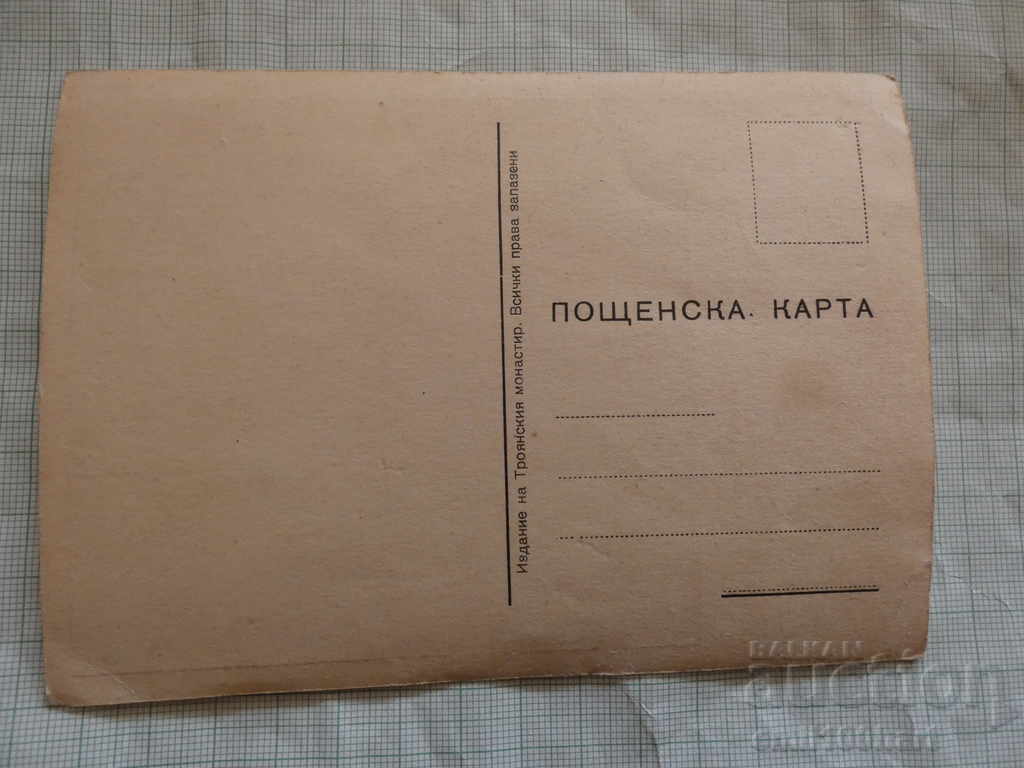 Издание на Троянския монастир. Всички права запазени
ПОЩЕНСКА. КАРТА
BALKAN
auction